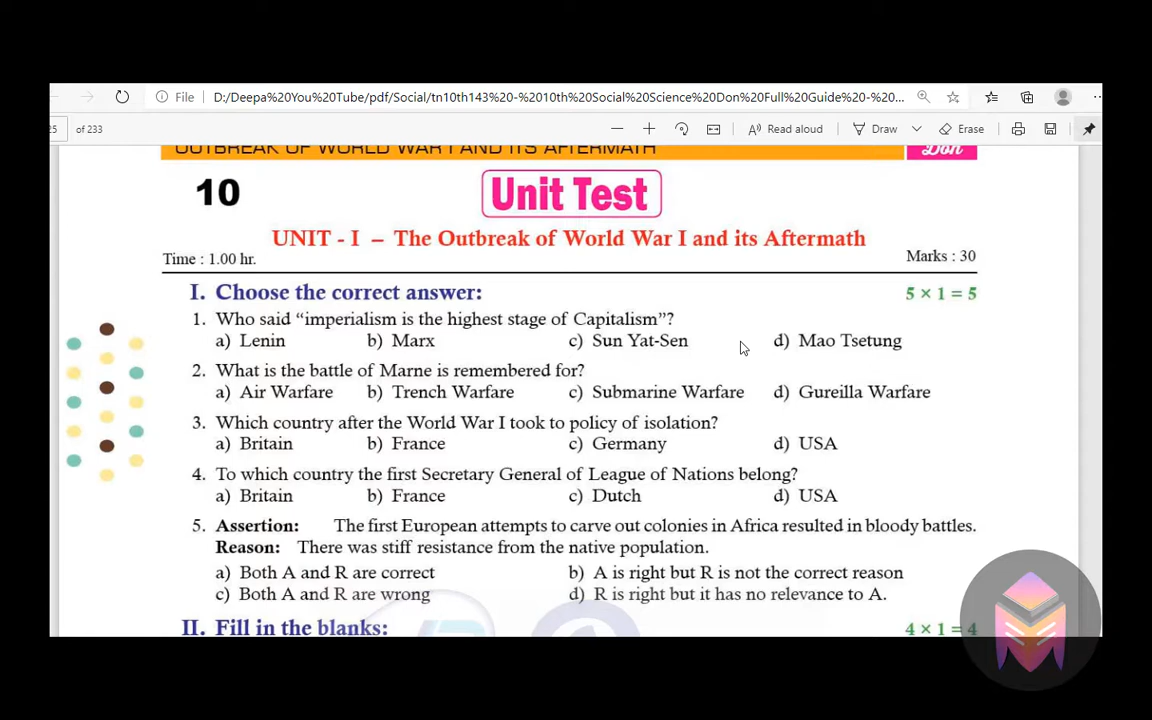 File D:/Deepa%20You%20Tube/pdf/Social/tn10th143%20-%2010th%20Social%20Science%20Don%20Full%20Guide%20-%20...
of 233
Read aloud Draw Erase
OUTBREAK OF WORLD WAR I AND ITS AFTERMATH Don
10 Unit Test
UNIT - I – The Outbreak of World War I and its Aftermath
Time : 1.00 hr. Marks : 30
I. Choose the correct answer: 5 × 1 = 5
1. Who said “imperialism is the highest stage of Capitalism”?
a) Lenin b) Marx c) Sun Yat-Sen d) Mao Tsetung
2. What is the battle of Marne is remembered for?
a) Air Warfare b) Trench Warfare c) Submarine Warfare d) Gureilla Warfare
3. Which country after the World War I took to policy of isolation?
a) Britain b) France c) Germany d) USA
4. To which country the first Secretary General of League of Nations belong?
a) Britain b) France c) Dutch d) USA
5. Assertion: The first European attempts to carve out colonies in Africa resulted in bloody battles.
Reason: There was stiff resistance from the native population.
a) Both A and R are correct b) A is right but R is not the correct reason
c) Both A and R are wrong d) R is right but it has no relevance to A.
II. Fill in the blanks: 4 × 1 = 4